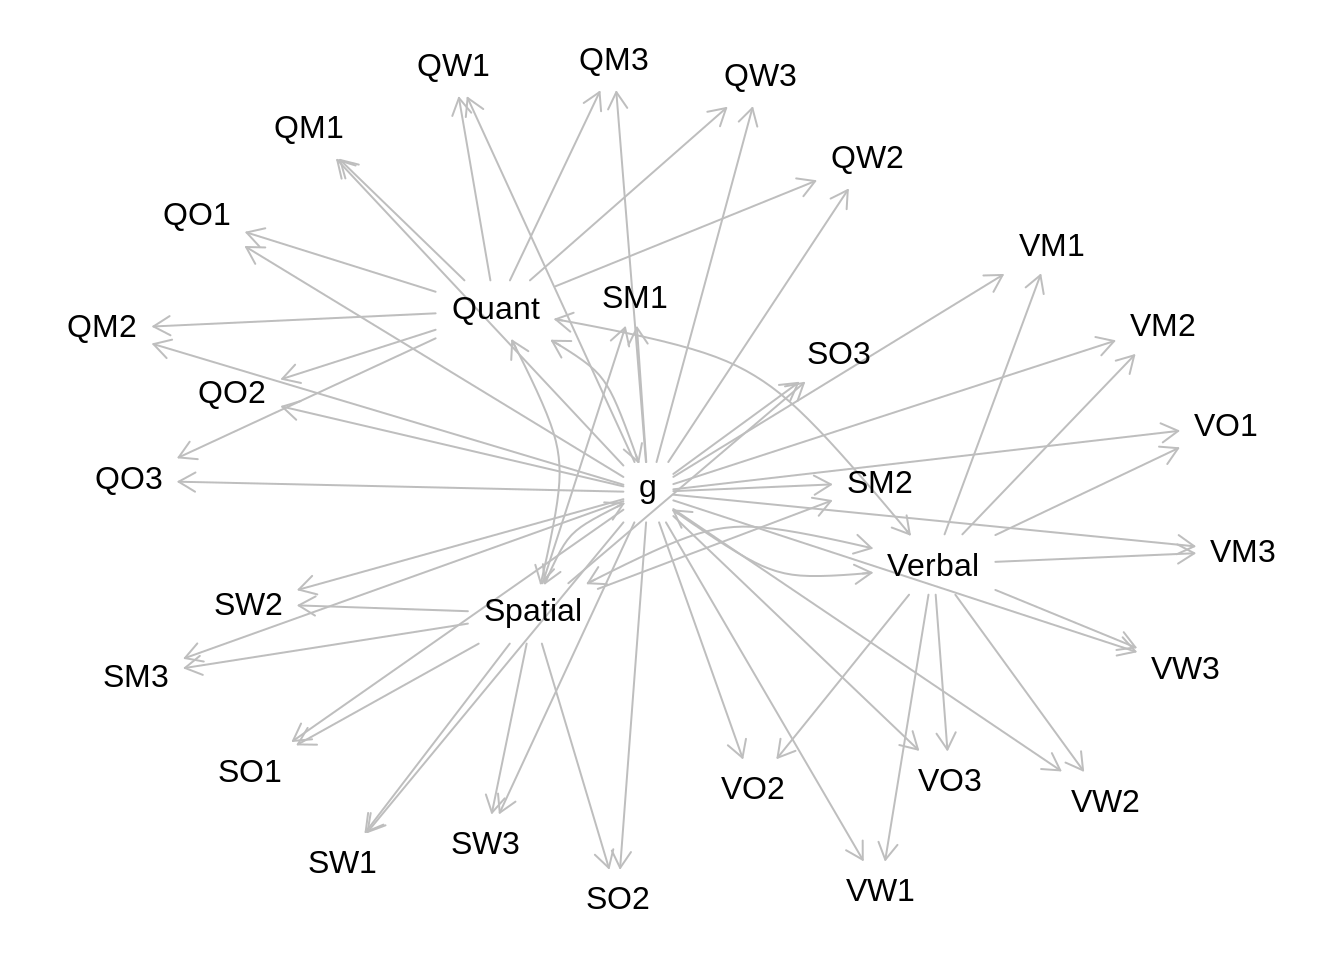 QM3
QW1
QW3
QM1
QW2
QO1
VM1
SM1
Quant
VM2
QM2
SO3
QO2
VO1
QO3
SM2
g
VM3
Verbal
SW2
Spatial
VW3
SM3
SO1
VO3
VO2
VW2
SW3
SW1
VW1
SO2